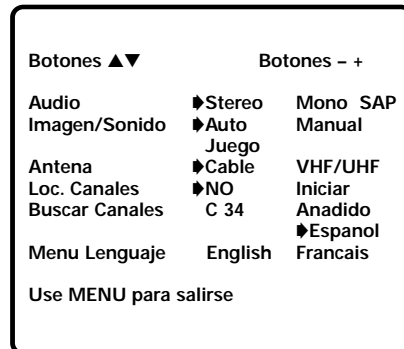 Botones ▲▼ Botones – +
Audio ➧Stereo Mono SAP
Imagen/Sonido ➧Auto Manual
Juego
Antena ➧Cable VHF/UHF
Loc. Canales ➧NO Iniciar
Buscar Canales C 34 Anadido
➧Espanol
Menu Lenguaje English Francais
Use MENU para salirse